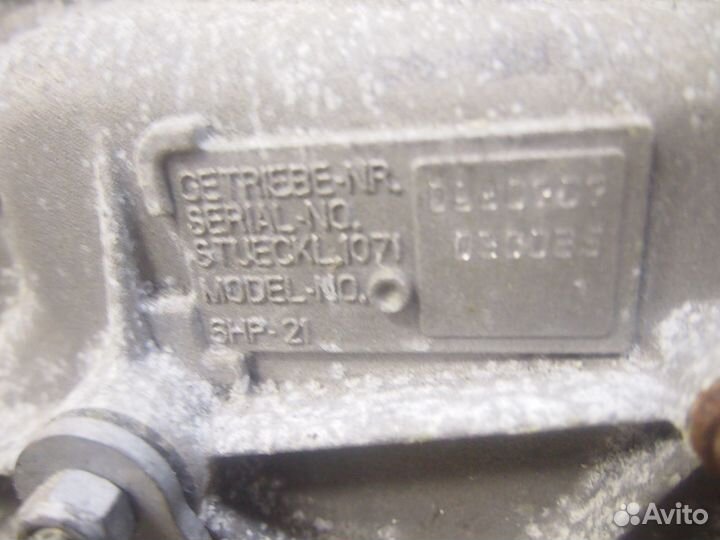 GETRIEBE-NR.
SERIAL-NO.
STUECKL.1071
MODEL-NO.
6HP-21
Avito